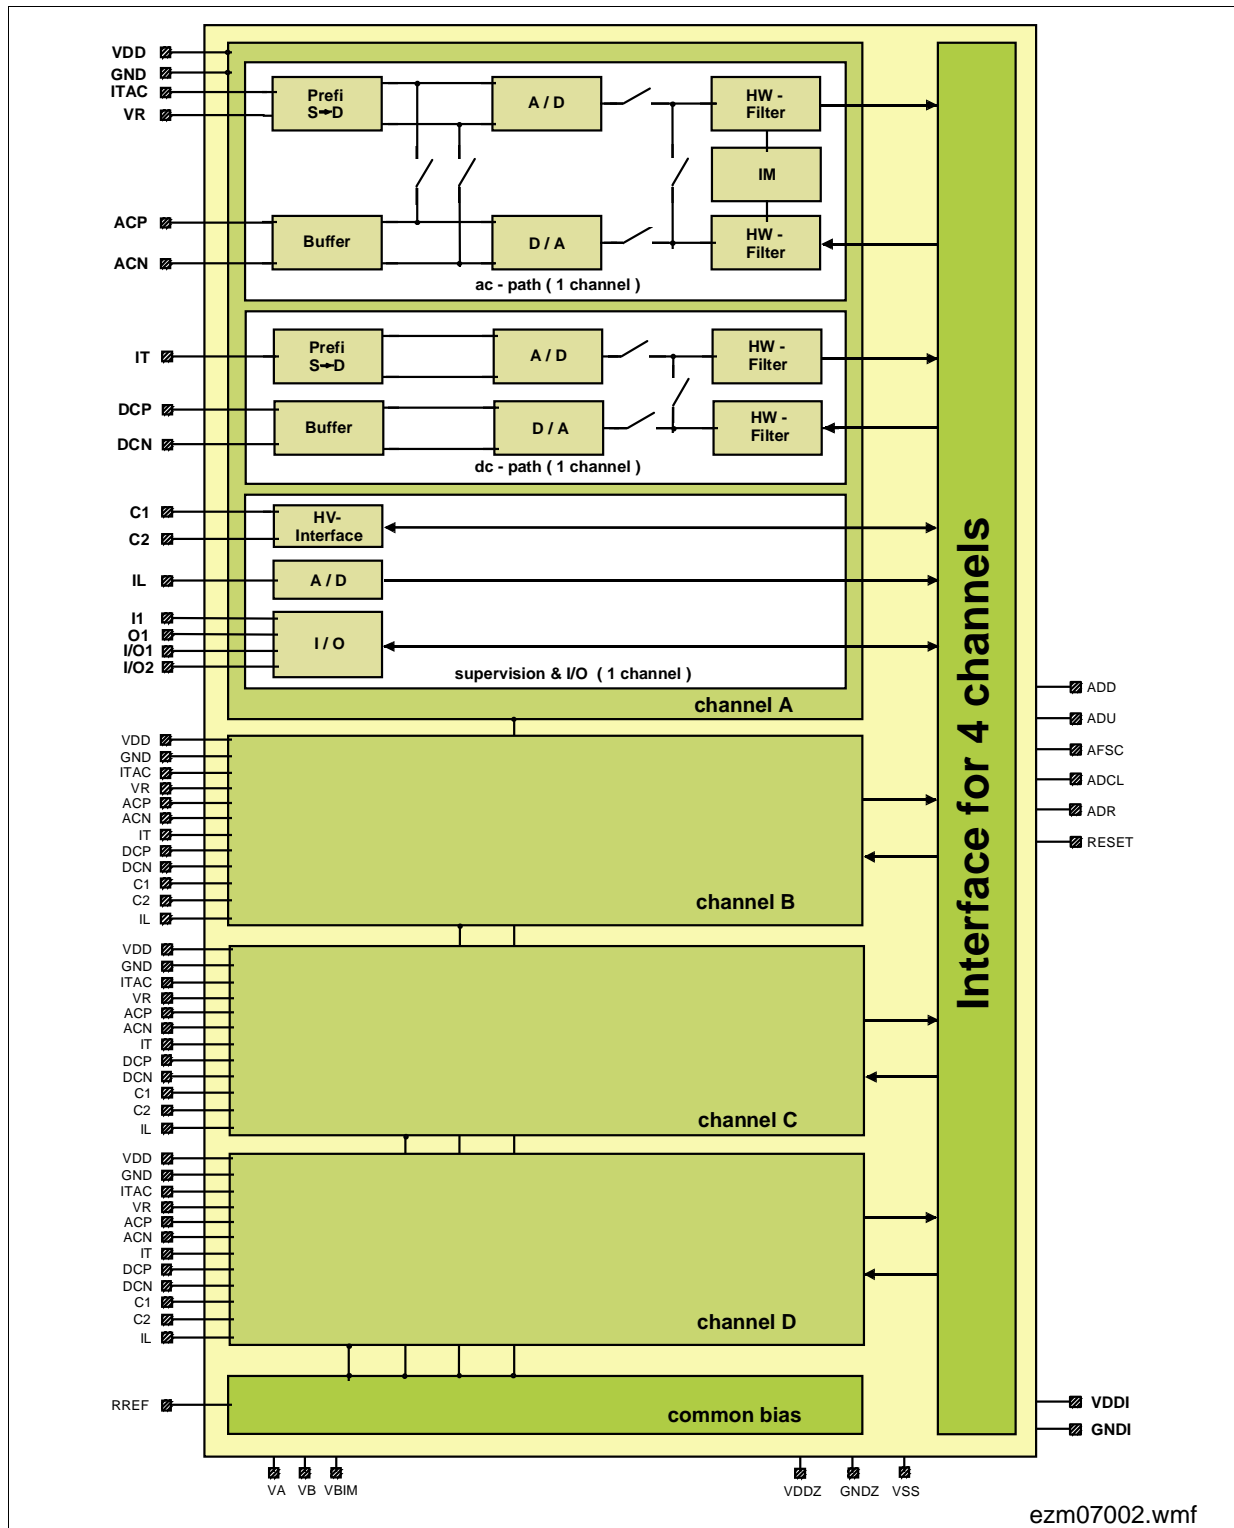 VDD
GND
ITAC
VR
Prefi
S→D
A / D
HW -
Filter
IM
ACP
ACN
Buffer
D / A
HW -
Filter
ac - path ( 1 channel )
IT
Prefi
S→D
A / D
HW -
Filter
DCP
DCN
Buffer
D / A
HW -
Filter
dc - path ( 1 channel )
C1
C2
HV-
Interface
IL
A / D
I1
O1
I/O1
I/O2
I / O
supervision & I/O ( 1 channel )
channel A
Interface for 4 channels
ADD
ADU
AFSC
ADCL
ADR
RESET
VDD
GND
ITAC
VR
ACP
ACN
IT
DCP
DCN
C1
C2
IL
channel B
VDD
GND
ITAC
VR
ACP
ACN
IT
DCP
DCN
C1
C2
IL
channel C
VDD
GND
ITAC
VR
ACP
ACN
IT
DCP
DCN
C1
C2
IL
channel D
RREF
common bias
VDDI
GNDI
VA
VB
VBIM
VDDZ
GNDZ
VSS
ezm07002.wmf